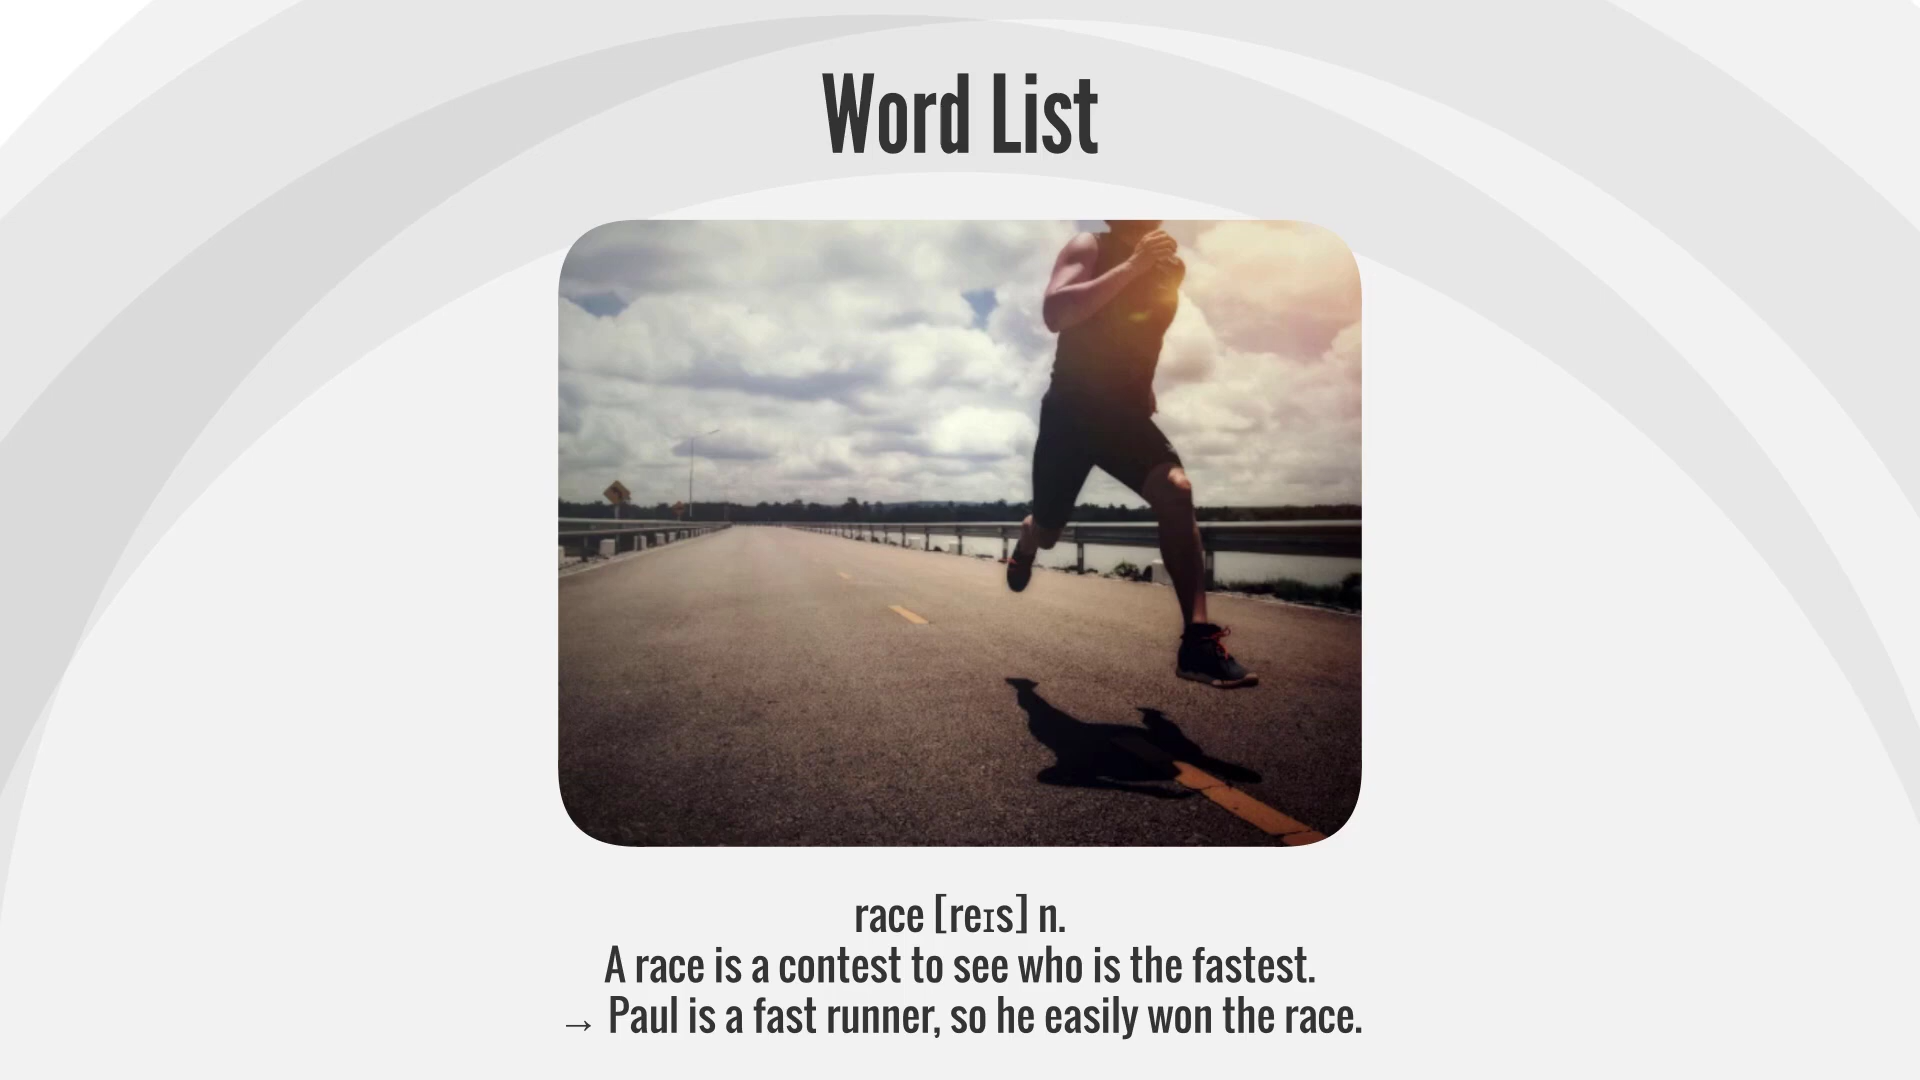 Word List
race [reɪs] n.
A race is a contest to see who is the fastest.
→ Paul is a fast runner, so he easily won the race.